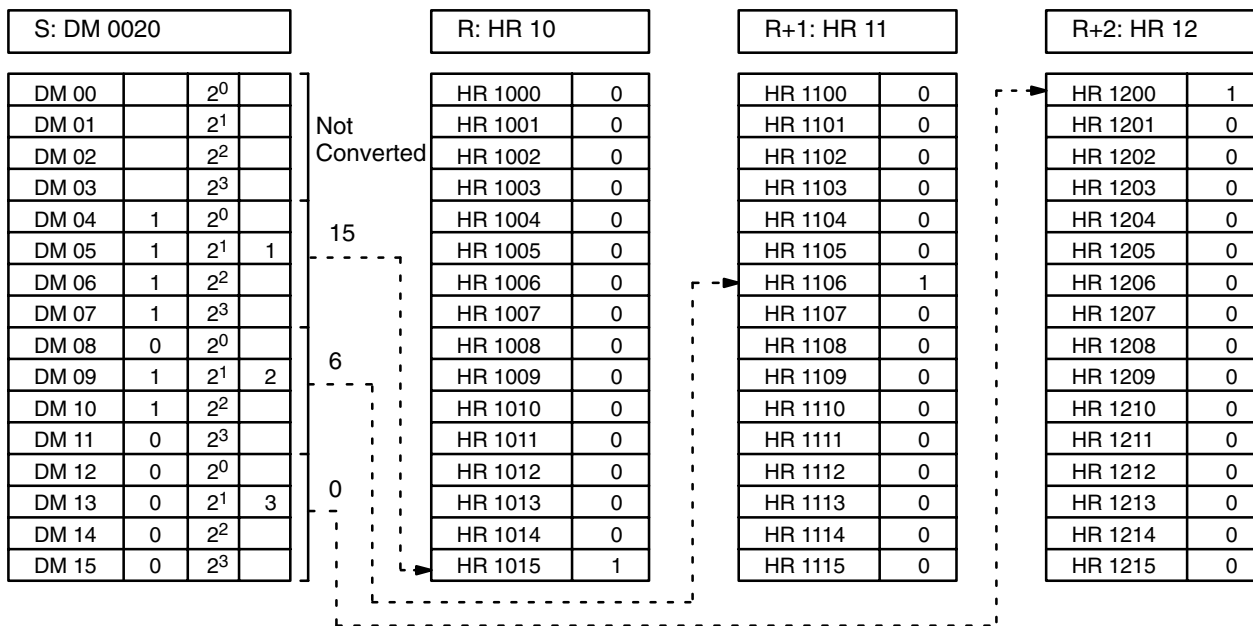 S: DM 0020 R: HR 10 R+1: HR 11 R+2: HR 12
DM 00 2⁰ HR 1000 0 HR 1100 0 HR 1200 1
DM 01 2¹ Not HR 1001 0 HR 1101 0 HR 1201 0
DM 02 2² Converted HR 1002 0 HR 1102 0 HR 1202 0
DM 03 2³ HR 1003 0 HR 1103 0 HR 1203 0
DM 04 1 2⁰ HR 1004 0 HR 1104 0 HR 1204 0
DM 05 1 2¹ 1 15 HR 1005 0 HR 1105 0 HR 1205 0
DM 06 1 2² HR 1006 0 HR 1106 1 HR 1206 0
DM 07 1 2³ HR 1007 0 HR 1107 0 HR 1207 0
DM 08 0 2⁰ HR 1008 0 HR 1108 0 HR 1208 0
DM 09 1 2¹ 2 6 HR 1009 0 HR 1109 0 HR 1209 0
DM 10 1 2² HR 1010 0 HR 1110 0 HR 1210 0
DM 11 0 2³ HR 1011 0 HR 1111 0 HR 1211 0
DM 12 0 2⁰ HR 1012 0 HR 1112 0 HR 1212 0
DM 13 0 2¹ 3 0 HR 1013 0 HR 1113 0 HR 1213 0
DM 14 0 2² HR 1014 0 HR 1114 0 HR 1214 0
DM 15 0 2³ HR 1015 1 HR 1115 0 HR 1215 0